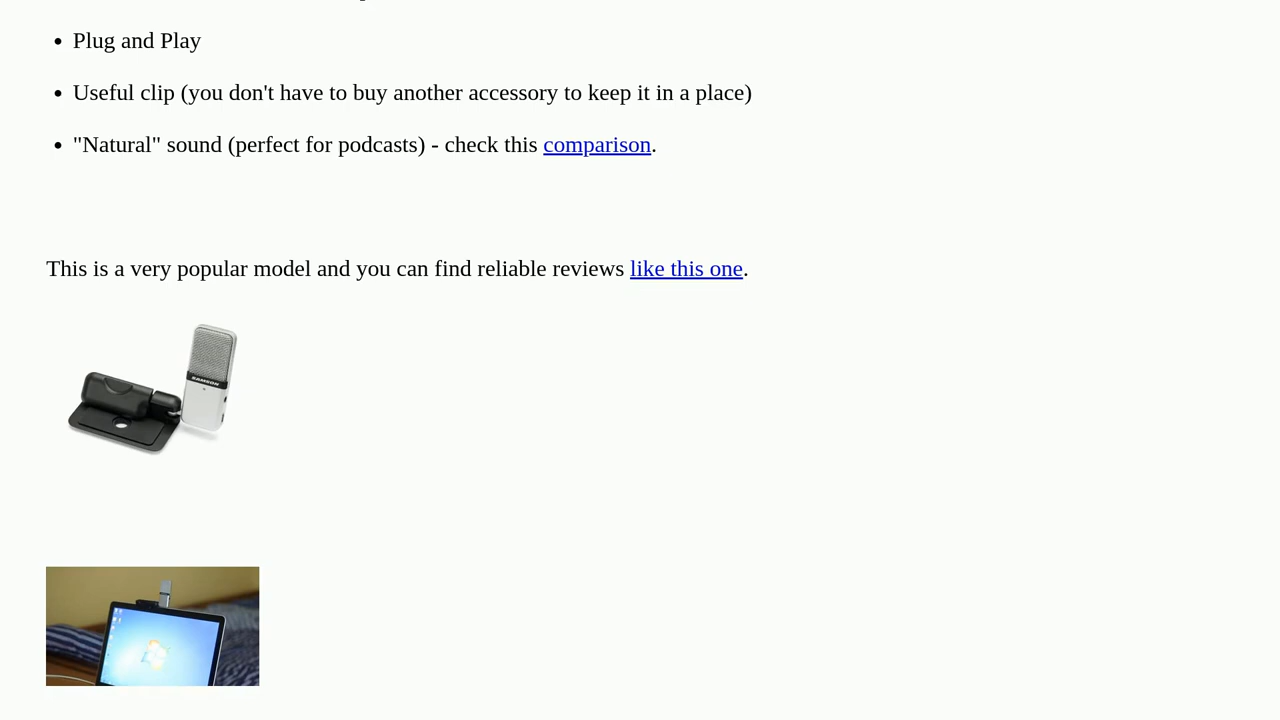 Plug and Play
Useful clip (you don't have to buy another accessory to keep it in a place)
"Natural" sound (perfect for podcasts) - check this comparison.
This is a very popular model and you can find reliable reviews like this one.
SAMSON